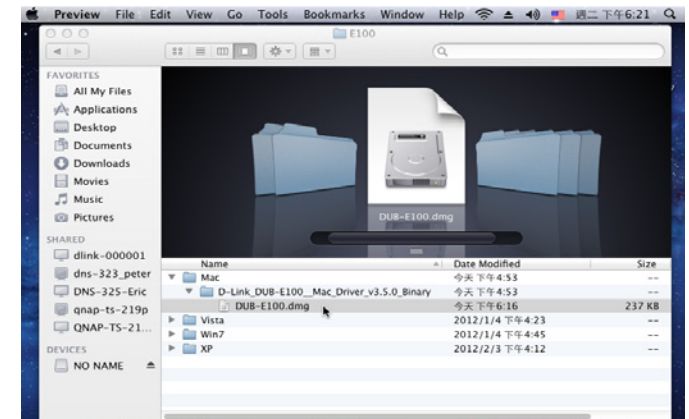 Preview File Edit View Go Tools Bookmarks Window Help 週二下午6:21
E100
FAVORITES
All My Files
Applications
Desktop
Documents
Downloads
Movies
Music
Pictures
SHARED
dlink-000001
dns-323_peter
DNS-325-Eric
qnap-ts-219p
QNAP-TS-21...
DEVICES
NO NAME
DUB-E100.dmg
Name Date Modified Size
Mac 今天 下午4:53 --
D-Link_DUB-E100__Mac_Driver_v3.5.0_Binary 今天 下午4:53 --
DUB-E100.dmg 今天 下午6:16 237 KB
Vista 2012/1/4 下午4:23 --
Win7 2012/1/4 下午4:45 --
XP 2012/2/3 下午4:12 --